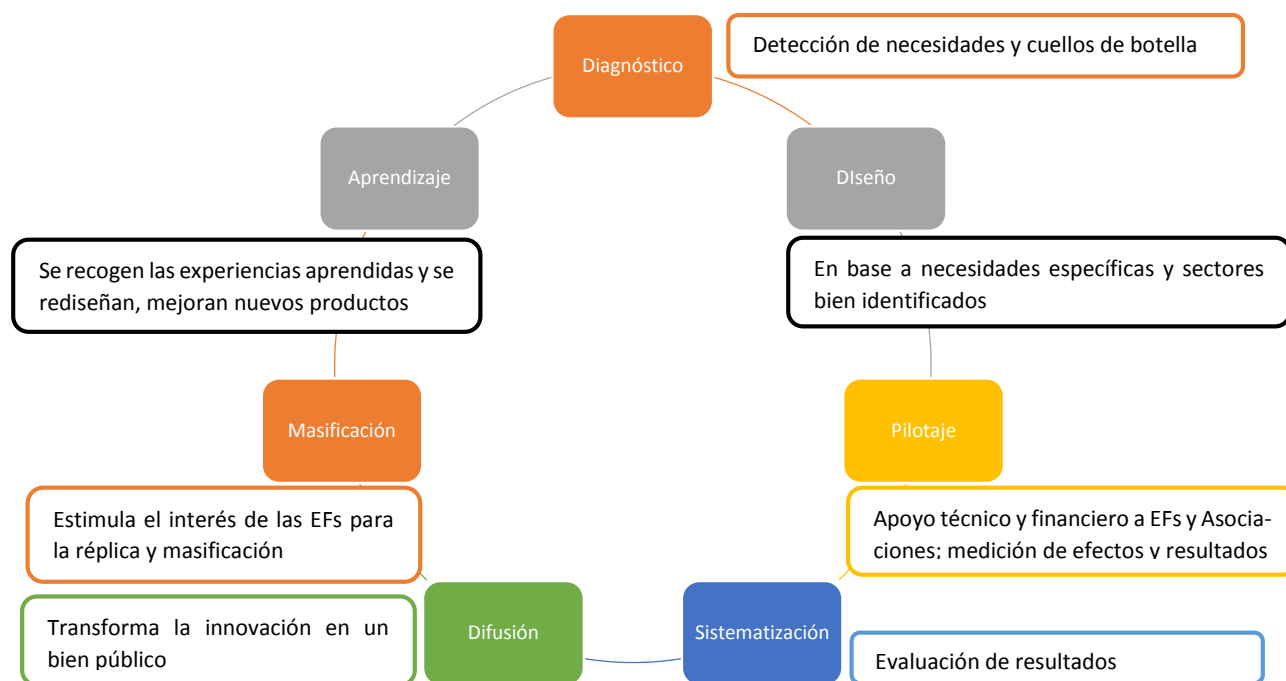 Diagnóstico
Detección de necesidades y cuellos de botella
DIseño
En base a necesidades específicas y sectores
bien identificados
Pilotaje
Apoyo técnico y financiero a EFs y Asocia-
ciones; medición de efectos y resultados
Sistematización
Evaluación de resultados
Difusión
Transforma la innovación en un
bien público
Masificación
Estimula el interés de las EFs para
la réplica y masificación
Aprendizaje
Se recogen las experiencias aprendidas y se
rediseñan, mejoran nuevos productos